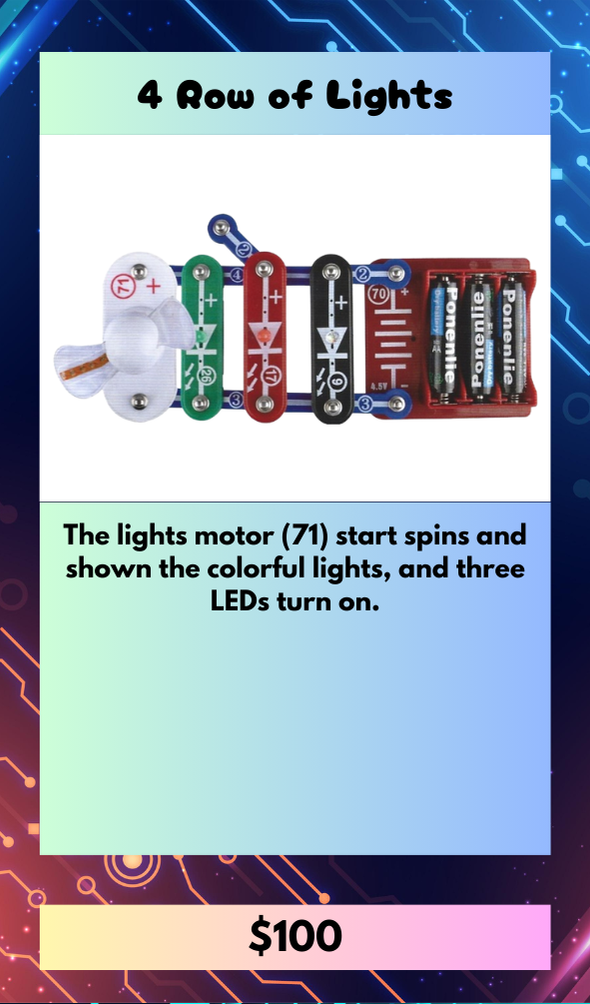 4 Row of Lights
71
+
2
4
2
+
+
+
70
+
26
17
9
4.5V
3
3
Ponenlie
Ponenlie
Ponenlie
The lights motor (71) start spins and
shown the colorful lights, and three
LEDs turn on.
$100